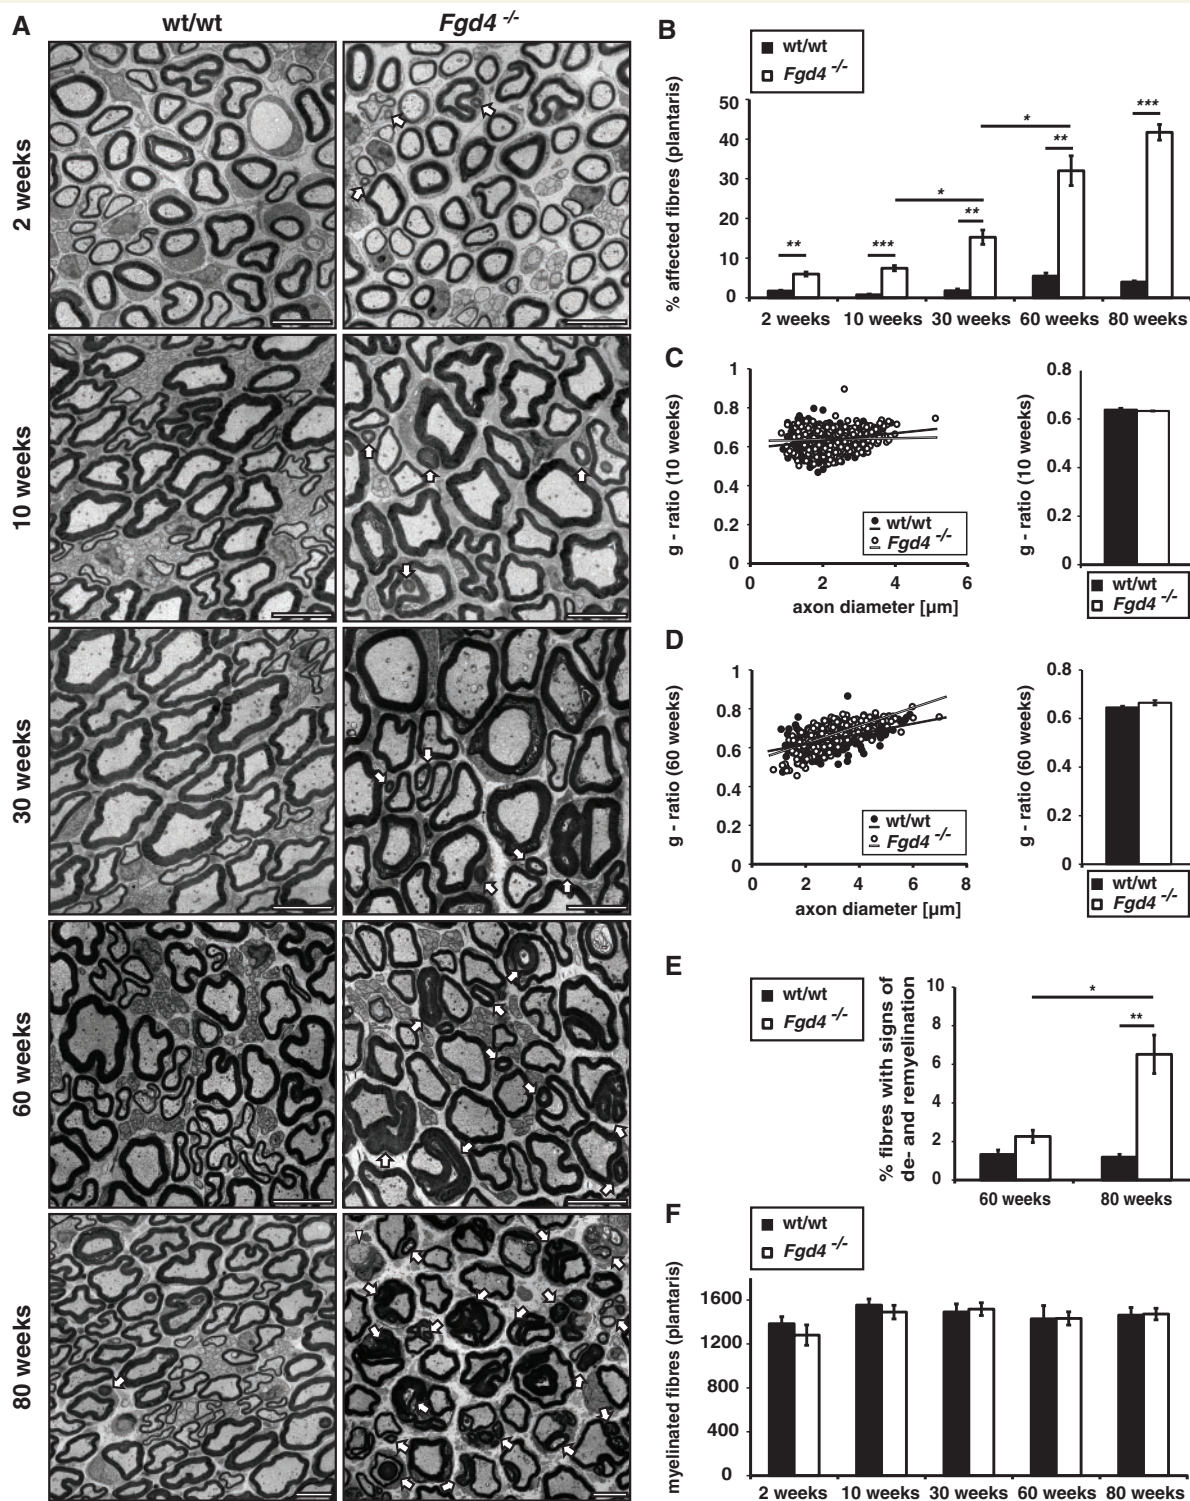 A
wt/wt
Fgd4 -/-
2 weeks
10 weeks
30 weeks
60 weeks
80 weeks
B
wt/wt
Fgd4 -/-
% affected fibres (plantaris)
50
40
30
20
10
0
**
***
**
**
***
*
*
2 weeks
10 weeks
30 weeks
60 weeks
80 weeks
C
g - ratio (10 weeks)
1
0.8
0.6
0.4
0.2
0
0
2
4
6
axon diameter [µm]
wt/wt
Fgd4 -/-
g - ratio (10 weeks)
0.8
0.6
0.4
0.2
0
wt/wt
Fgd4 -/-
D
g - ratio (60 weeks)
1
0.8
0.6
0.4
0.2
0
0
2
4
6
8
axon diameter [µm]
wt/wt
Fgd4 -/-
g - ratio (60 weeks)
0.8
0.6
0.4
0.2
0
wt/wt
Fgd4 -/-
E
wt/wt
Fgd4 -/-
% fibres with signs of
de- and remyelination
10
8
6
4
2
0
*
**
60 weeks
80 weeks
F
wt/wt
Fgd4 -/-
myelinated fibres (plantaris)
1600
1200
800
400
0
2 weeks
10 weeks
30 weeks
60 weeks
80 weeks